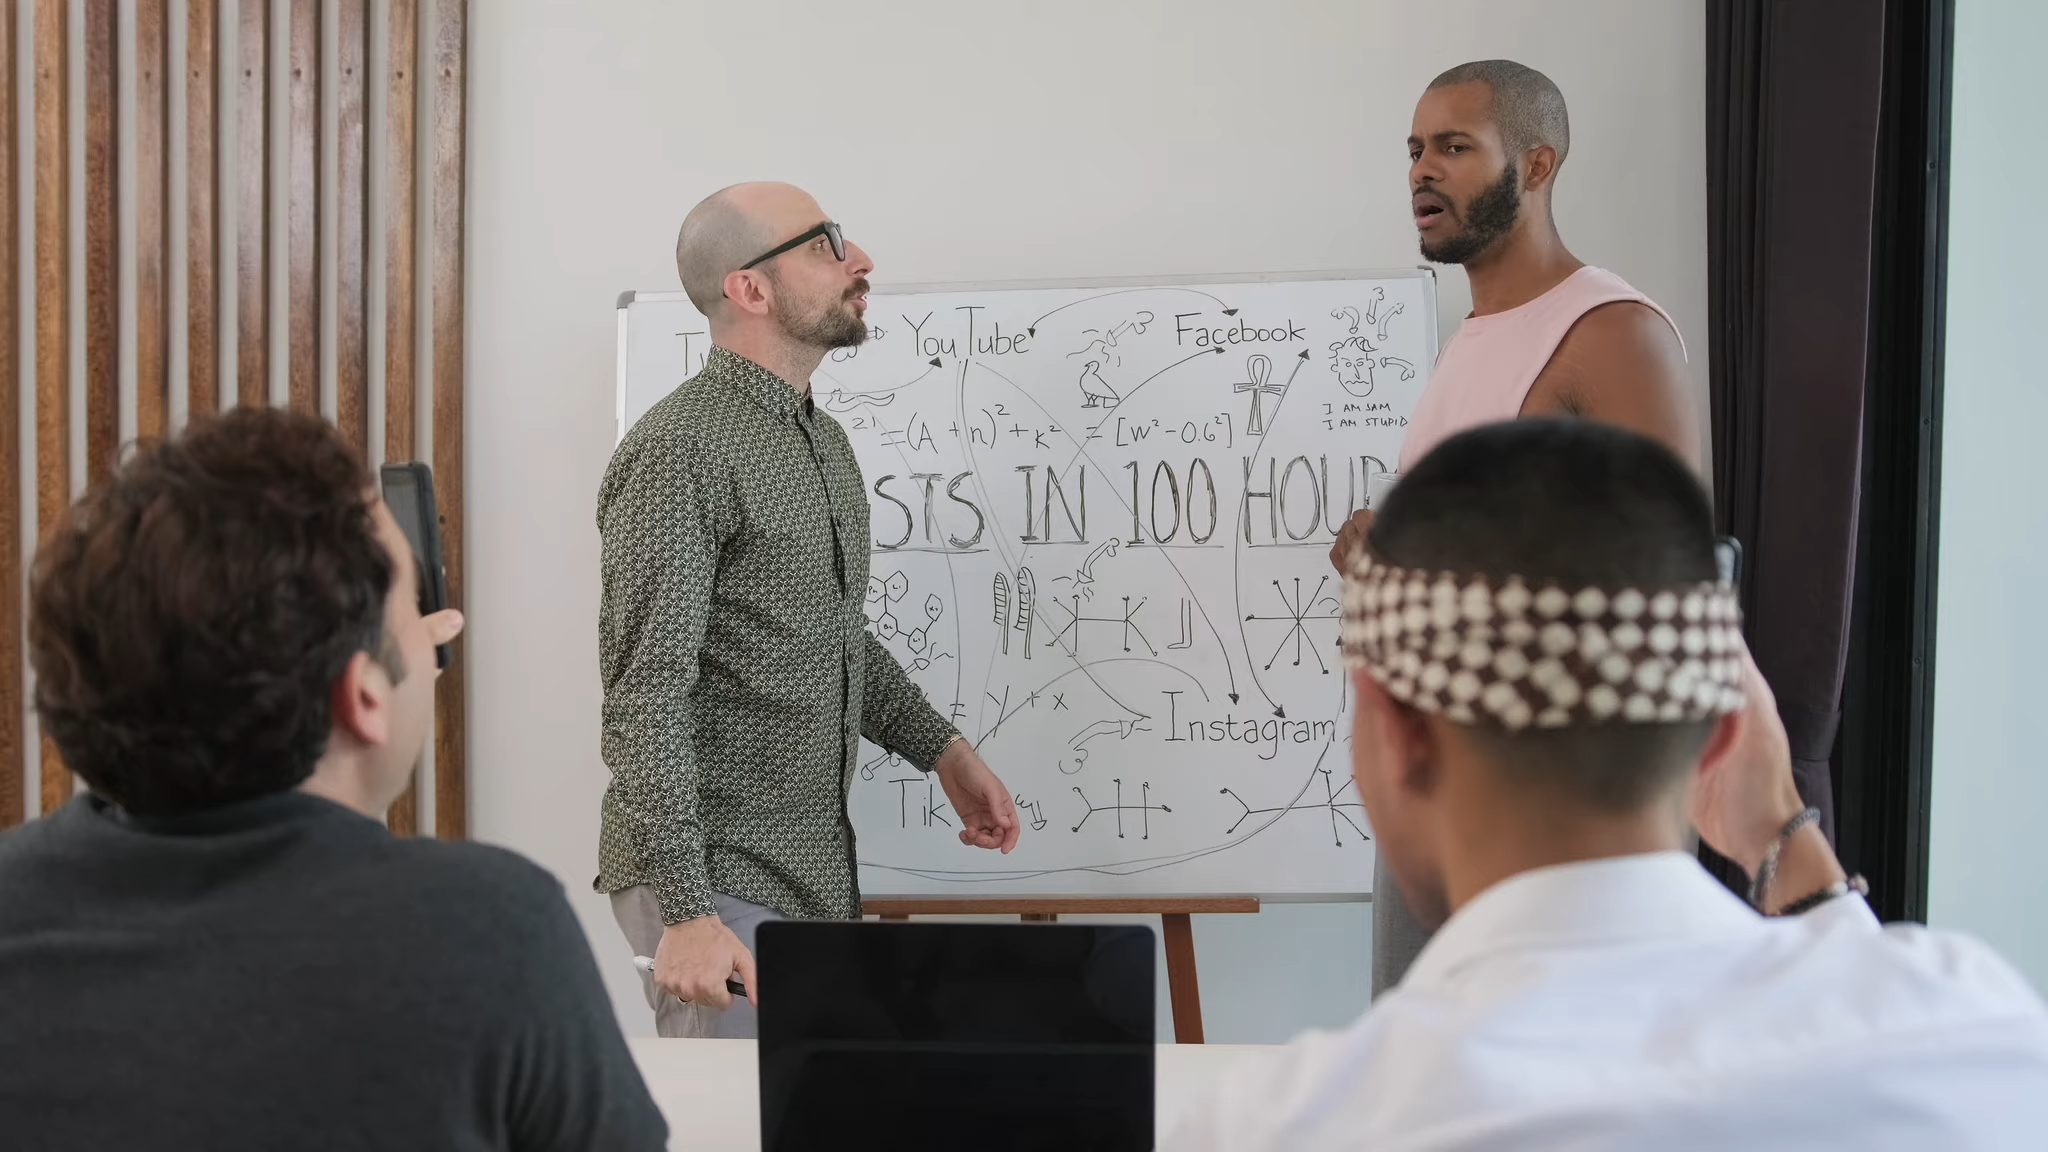 YouTube
Facebook
I AM SAM
I AM STUPID
=(A + n)² + k² = [W² - 0.6²]
STS IN 100 HOU
= y + x
Instagram
Tik